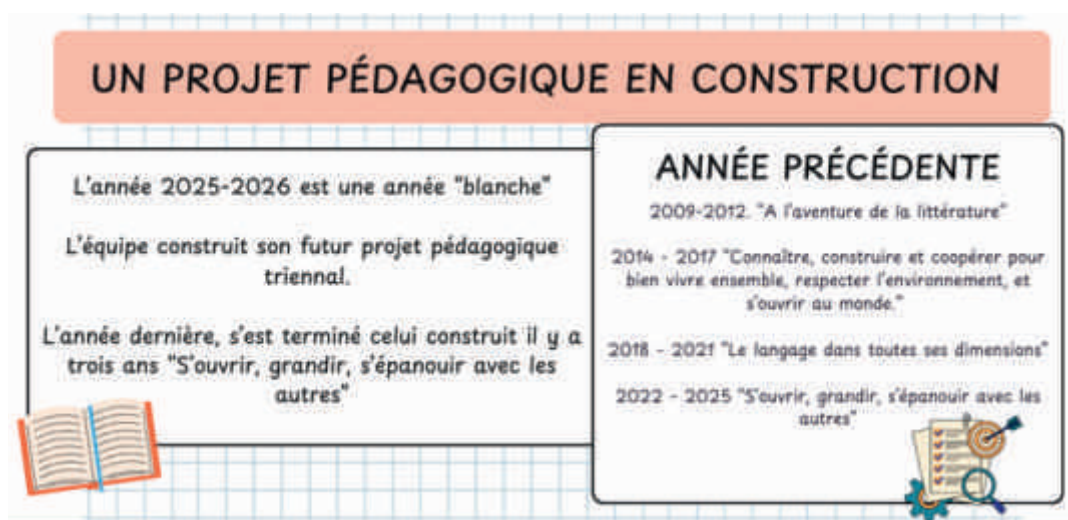 UN PROJET PÉDAGOGIQUE EN CONSTRUCTION
L'année 2025-2026 est une année "blanche"
L'équipe construit son futur projet pédagogique
triennal.
L'année dernière, s'est terminé celui construit il y a
trois ans "S'ouvrir, grandir, s'épanouir avec les
autres"
ANNÉE PRÉCÉDENTE
2009-2012. "A l'aventure de la littérature"
2014 - 2017 "Connaître, construire et coopérer pour
bien vivre ensemble, respecter l'environnement, et
s'ouvrir au monde."
2018 - 2021 "Le langage dans toutes ses dimensions"
2022 - 2025 "S'ouvrir, grandir, s'épanouir avec les
autres"